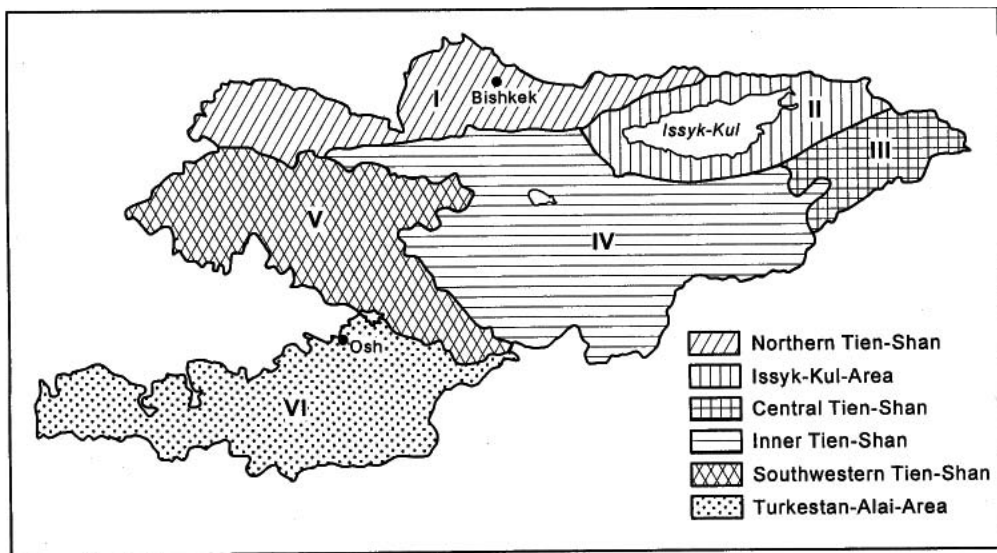 I
Bishkek
Issyk-Kul
II
III
V
IV
Osh
VI
Northern Tien-Shan
Issyk-Kul-Area
Central Tien-Shan
Inner Tien-Shan
Southwestern Tien-Shan
Turkestan-Alai-Area